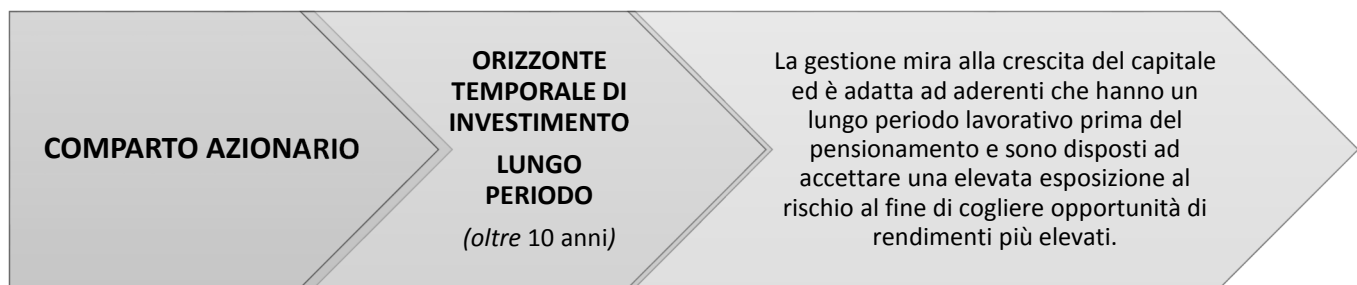 COMPARTO AZIONARIO
ORIZZONTE
TEMPORALE DI
INVESTIMENTO
LUNGO
PERIODO
(oltre 10 anni)
La gestione mira alla crescita del capitale
ed è adatta ad aderenti che hanno un
lungo periodo lavorativo prima del
pensionamento e sono disposti ad
accettare una elevata esposizione al
rischio al fine di cogliere opportunità di
rendimenti più elevati.